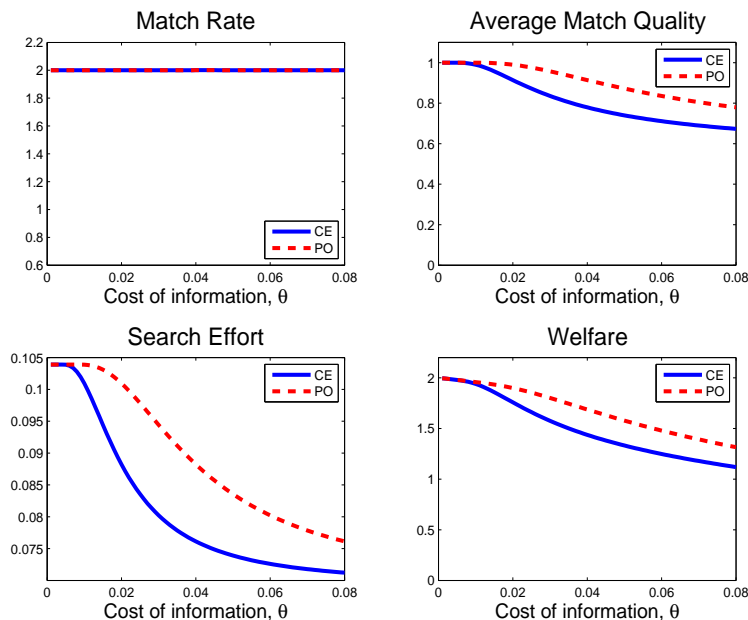 Match Rate
2.2
2
1.8
1.6
1.4
1.2
1
0.8
0.6
0
0.02
0.04
0.06
0.08
CE
PO
Cost of information, θ
Average Match Quality
1
0.8
0.6
0.4
0.2
0
0
0.02
0.04
0.06
0.08
CE
PO
Cost of information, θ
Search Effort
0.105
0.1
0.095
0.09
0.085
0.08
0.075
0
0.02
0.04
0.06
0.08
CE
PO
Cost of information, θ
Welfare
2
1.5
1
0.5
0
0
0.02
0.04
0.06
0.08
CE
PO
Cost of information, θ